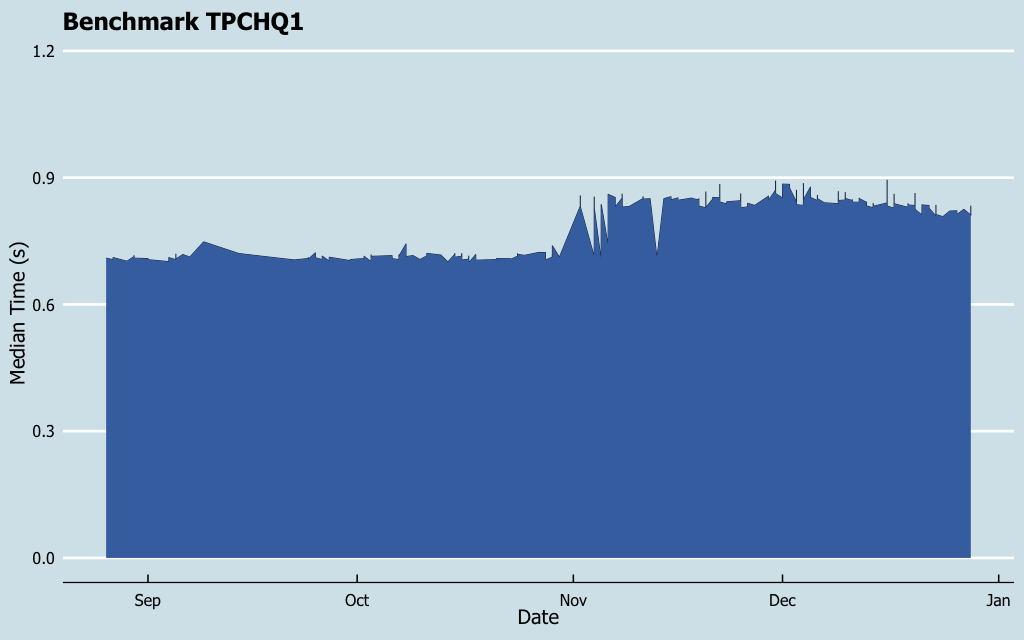 Benchmark TPCHQ1
1.2
0.9
0.6
0.3
0.0
Median Time (s)
Sep Oct Nov Dec Jan
Date